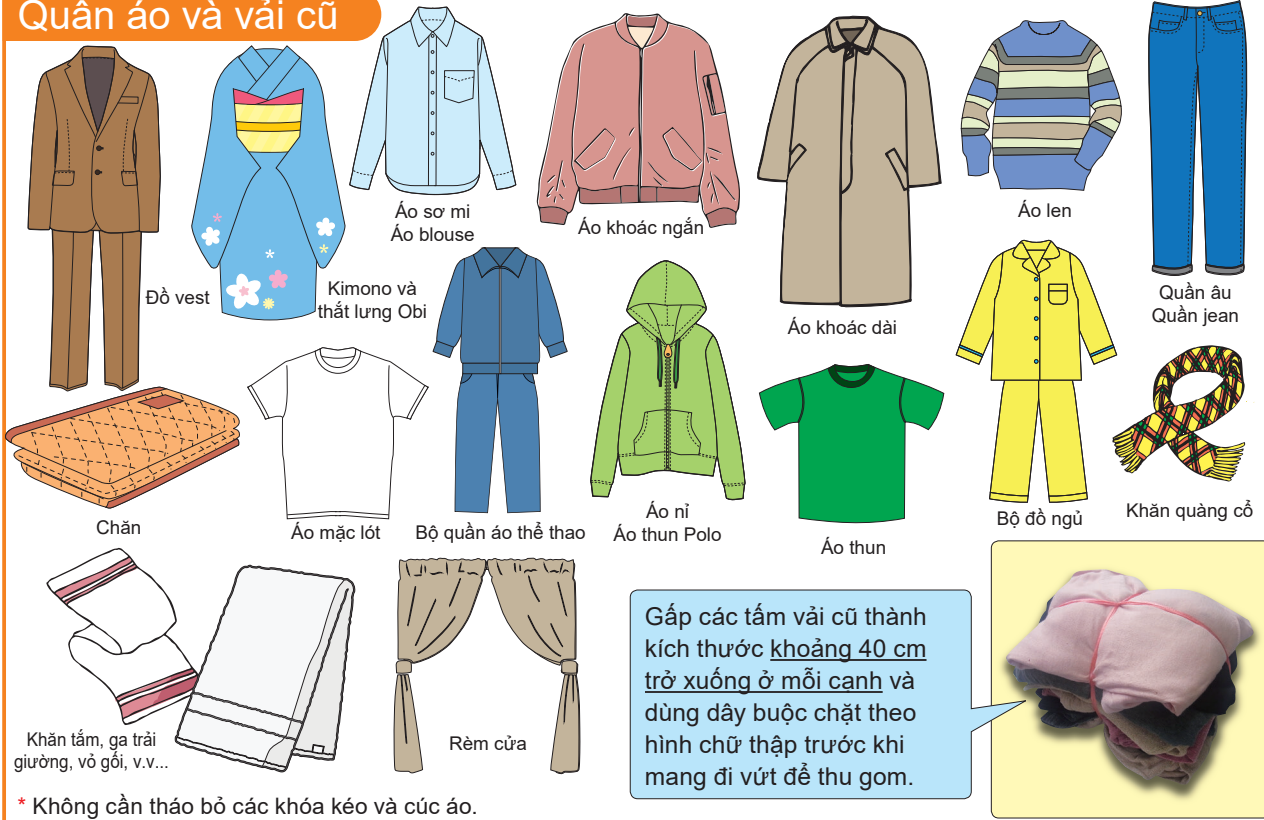 Quần áo và vải cũ
Áo sơ mi
Áo blouse
Áo khoác ngắn
Áo len
Đồ vest
Kimono và
thắt lưng Obi
Áo khoác dài
Quần âu
Quần jean
Chăn
Áo mặc lót
Bộ quần áo thể thao
Áo nỉ
Áo thun Polo
Áo thun
Bộ đồ ngủ
Khăn quàng cổ
Khăn tắm, ga trải
giường, vỏ gối, v.v...
Rèm cửa
Gấp các tấm vải cũ thành
kích thước khoảng 40 cm
trở xuống ở mỗi cạnh và
dùng dây buộc chặt theo
hình chữ thập trước khi
mang đi vứt để thu gom.
* Không cần tháo bỏ các khóa kéo và cúc áo.